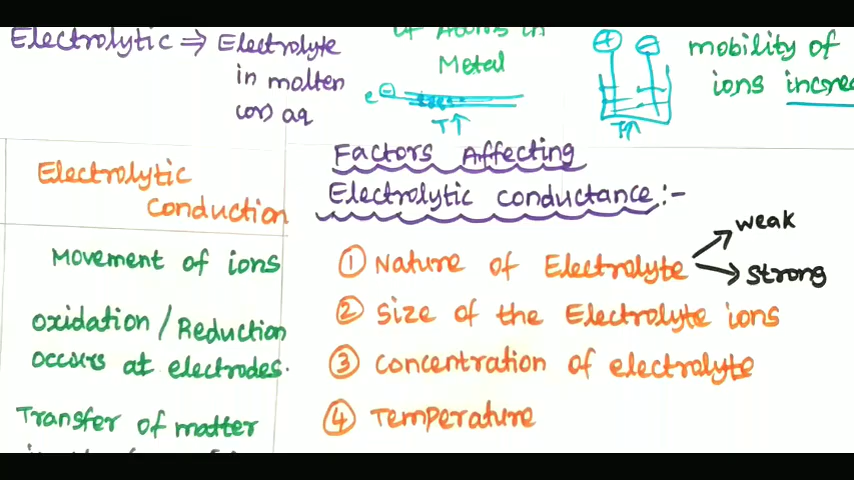 Electrolytic ⇒ Electrolyte
in molten
(or) aq
Metal
e⊖
T↑
+ −
T↑
mobility of
ions
Electrolytic
Conduction
Movement of ions
oxidation / Reduction
occurs at electrodes.
Transfer of matter
Factors Affecting
Electrolytic conductance :-
① Nature of Electrolyte
weak
strong
② Size of the Electrolyte ions
③ Concentration of electrolyte
④ Temperature